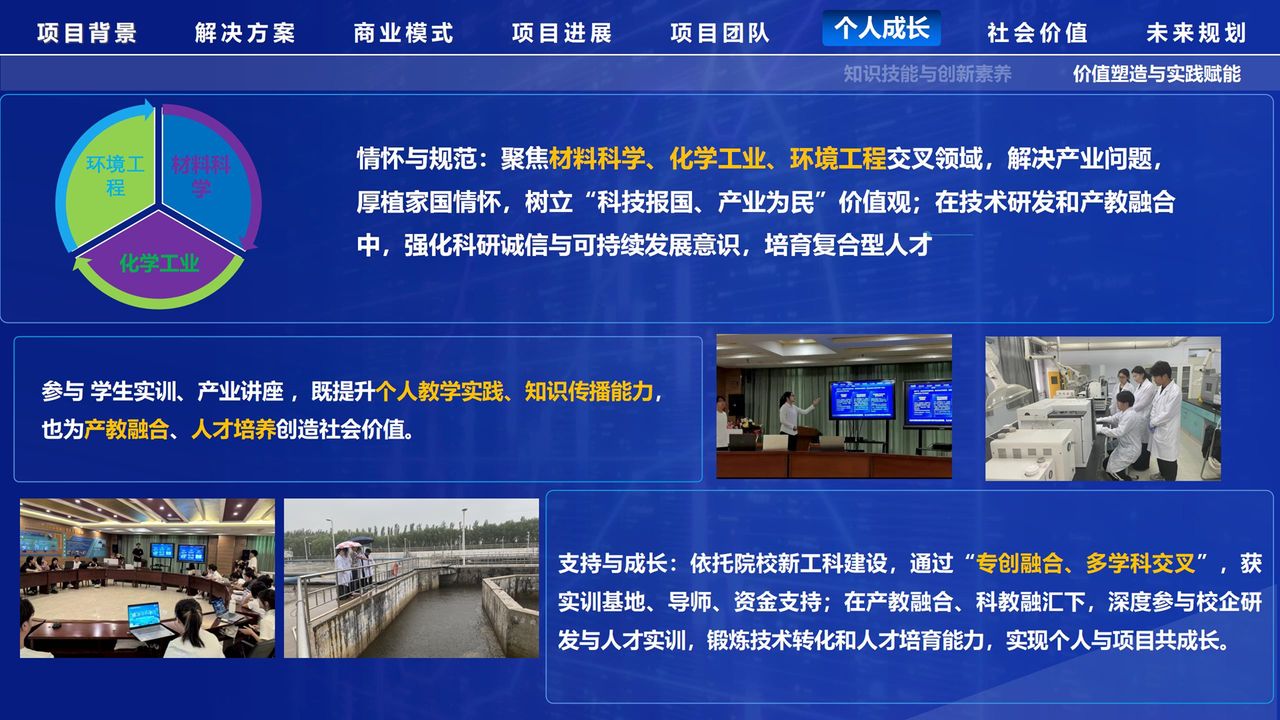 项目背景
解决方案
商业模式
项目进展
项目团队
个人成长
社会价值
未来规划
知识技能与创新素养
价值塑造与实践赋能
环境工
程
材料科
学
化学工业
情怀与规范：聚焦材料科学、化学工业、环境工程交叉领域，解决产业问题，
厚植家国情怀，树立“科技报国、产业为民”价值观；在技术研发和产教融合
中，强化科研诚信与可持续发展意识，培育复合型人才
参与 学生实训、产业讲座 ，既提升个人教学实践、知识传播能力，
也为产教融合、人才培养创造社会价值。
支持与成长：依托院校新工科建设，通过“专创融合、多学科交叉”，获
实训基地、导师、资金支持；在产教融合、科教融汇下，深度参与校企研
发与人才实训，锻炼技术转化和人才培育能力，实现个人与项目共成长。